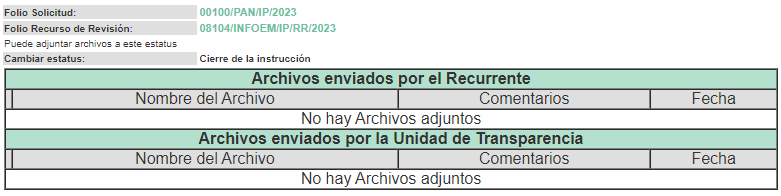 Folio Solicitud: 00100/PAN/IP/2023
Folio Recurso de Revisión: 08104/INFOEM/IP/RR/2023
Puede adjuntar archivos a este estatus
Cambiar estatus: Cierre de la instrucción
Archivos enviados por el Recurrente
Nombre del Archivo Comentarios Fecha
No hay Archivos adjuntos
Archivos enviados por la Unidad de Transparencia
Nombre del Archivo Comentarios Fecha
No hay Archivos adjuntos